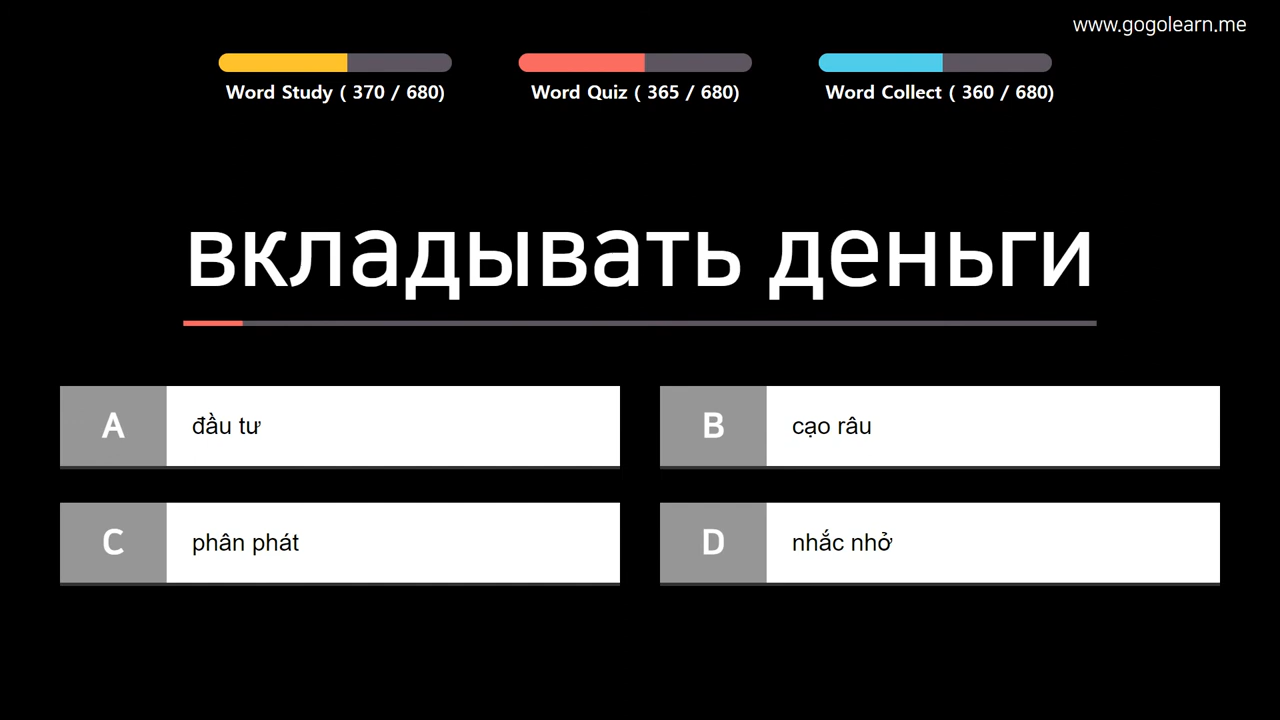 www.gogolearn.me
Word Study ( 370 / 680)
Word Quiz ( 365 / 680)
Word Collect ( 360 / 680)
вкладывать деньги
A
đầu tư
B
cạo râu
C
phân phát
D
nhắc nhở